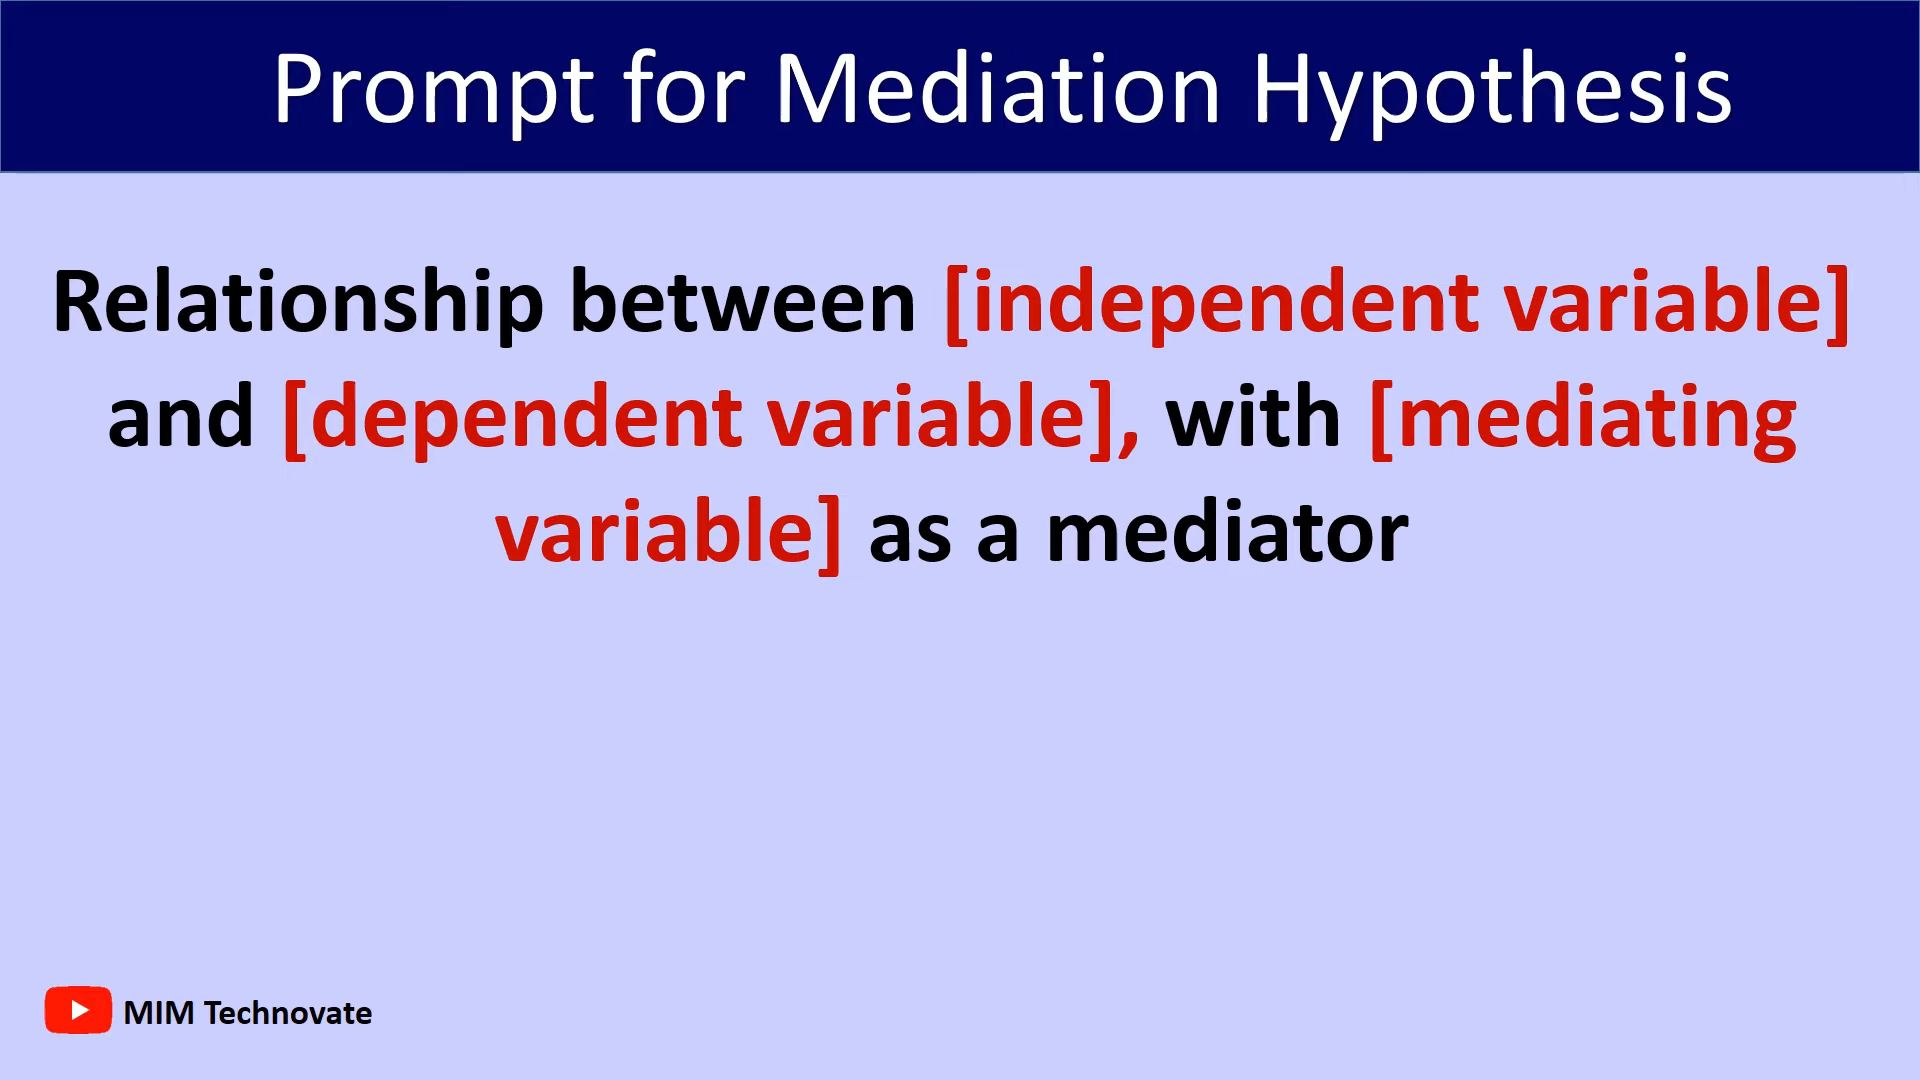 Prompt for Mediation Hypothesis
Relationship between [independent variable]
and [dependent variable], with [mediating
variable] as a mediator
MIM Technovate